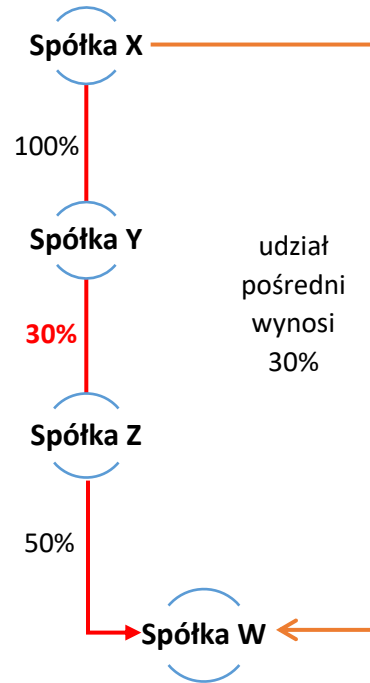 Spółka X
100%
Spółka Y
udział
pośredni
wynosi
30%
30%
Spółka Z
50%
Spółka W